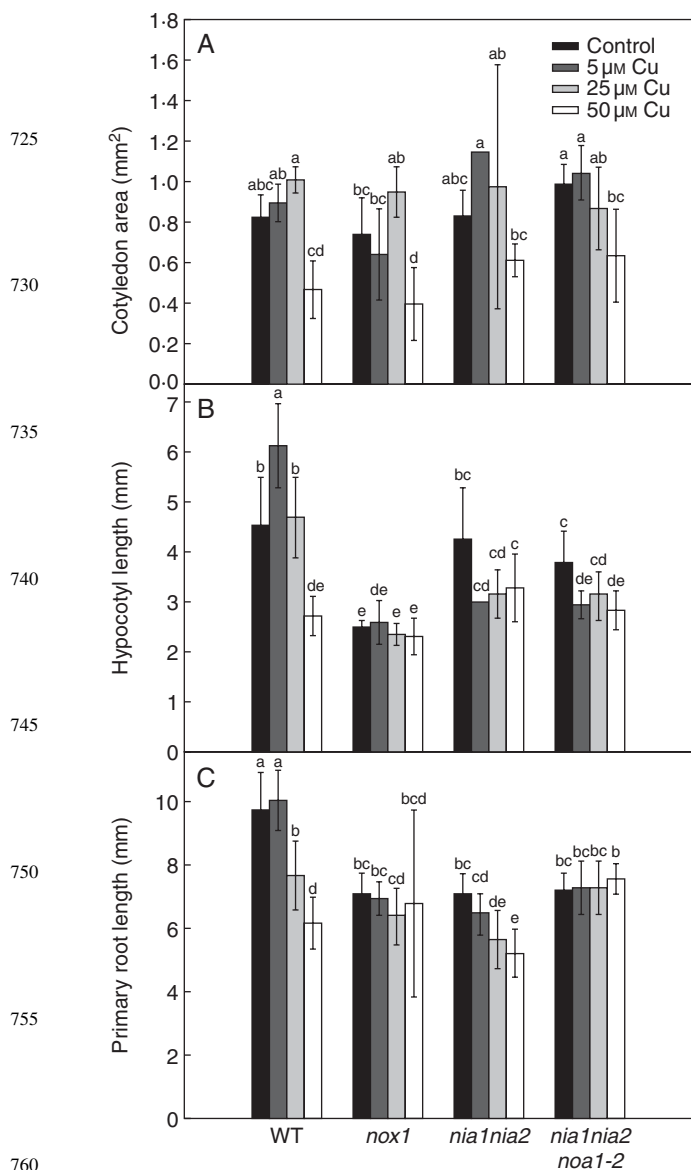 A
Control
5 μM Cu
25 μM Cu
50 μM Cu
Cotyledon area (mm²)
1·8
1·6
1·4
1·2
1·0
0·8
0·6
0·4
0·2
0·0
abc ab a cd
bc bc ab d
abc a ab bc
a a ab bc
B
Hypocotyl length (mm)
7
6
5
4
3
2
1
0
b a b de
e de e e
bc cd cd c
c de cd de
C
Primary root length (mm)
10
8
6
4
2
0
a a b d
bc bc cd bcd
bc cd de e
bc bc bc b
WT
nox1
nia1nia2
nia1nia2
noa1-2
725
730
735
740
745
750
755
760